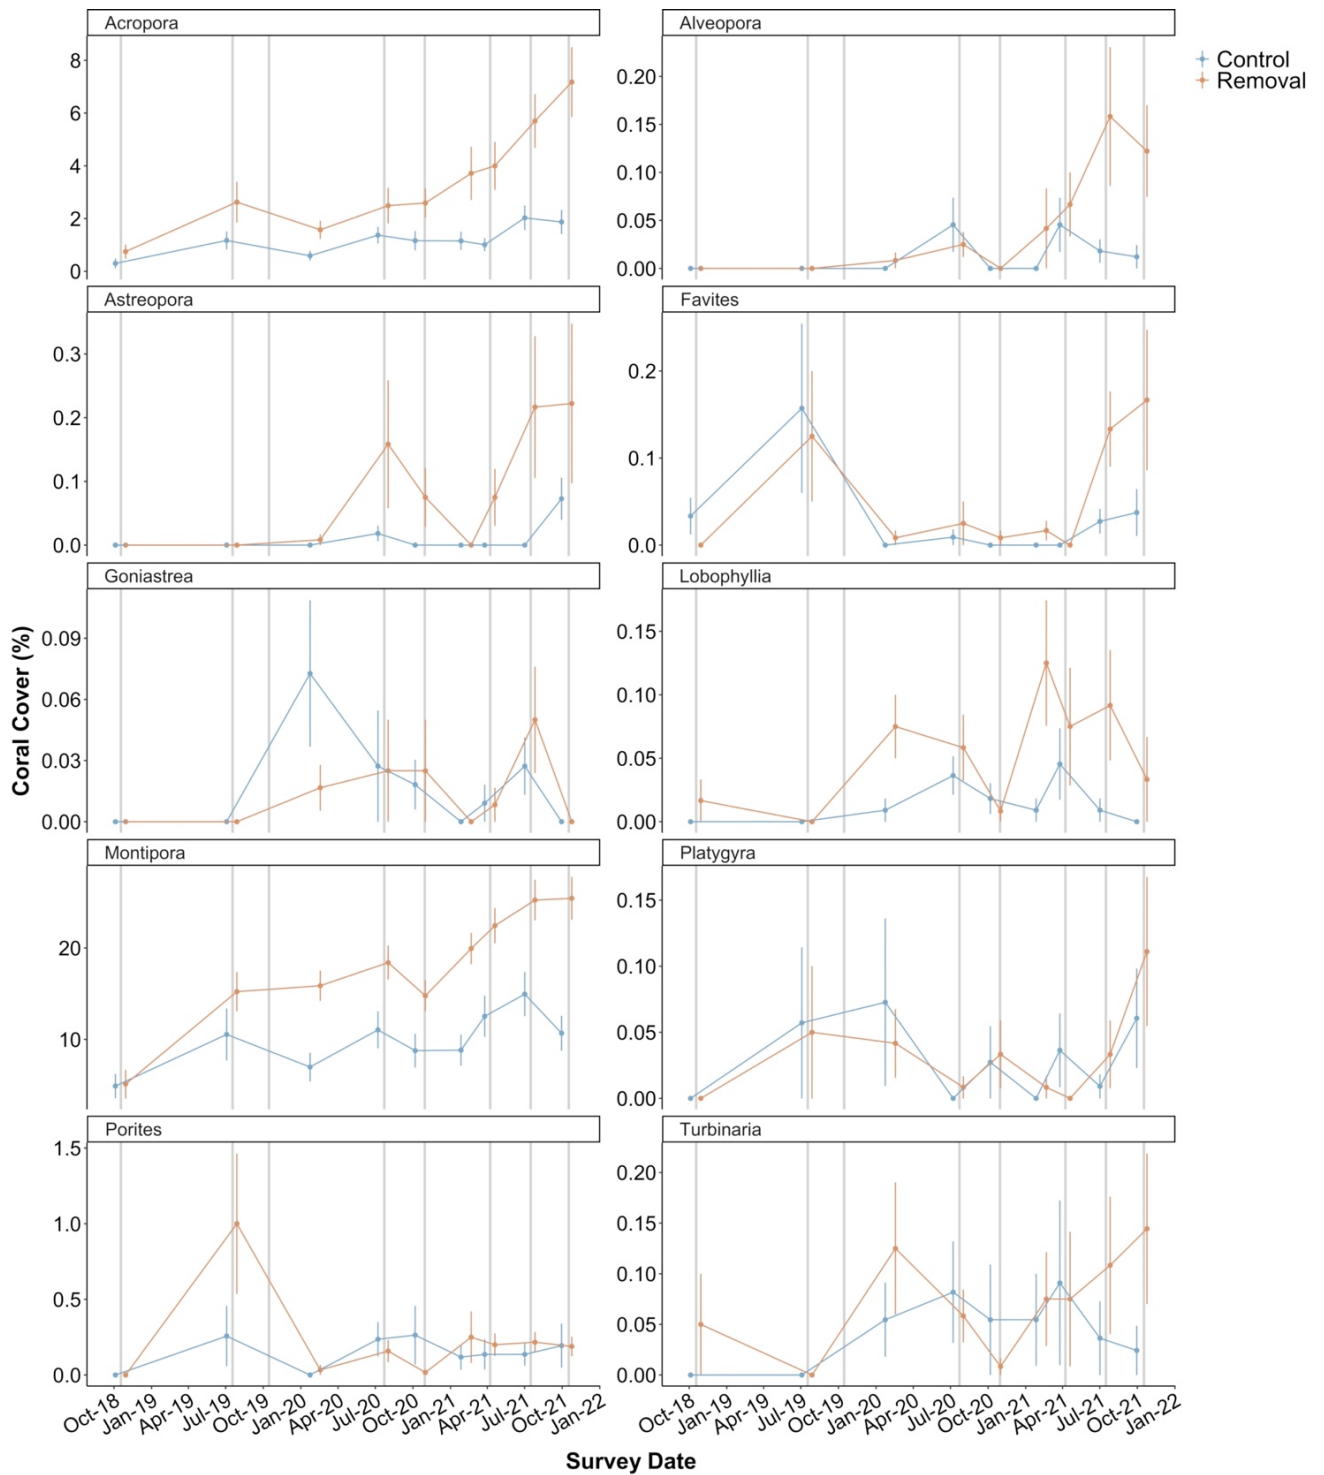 Acropora
Alveopora
Control
Removal
8
6
4
2
0
0.20
0.15
0.10
0.05
0.00
Astreopora
Favites
0.3
0.2
0.1
0.0
0.2
0.1
0.0
Goniastrea
Lobophyllia
0.09
0.06
0.03
0.00
0.15
0.10
0.05
0.00
Coral Cover (%)
Montipora
Platygyra
20
10
0.15
0.10
0.05
0.00
Porites
Turbinaria
1.5
1.0
0.5
0.0
0.20
0.15
0.10
0.05
0.00
Oct-18 Jan-19 Apr-19 Jul-19 Oct-19 Jan-20 Apr-20 Jul-20 Oct-20 Jan-21 Apr-21 Jul-21 Oct-21 Jan-22
Oct-18 Jan-19 Apr-19 Jul-19 Oct-19 Jan-20 Apr-20 Jul-20 Oct-20 Jan-21 Apr-21 Jul-21 Oct-21 Jan-22
Survey Date